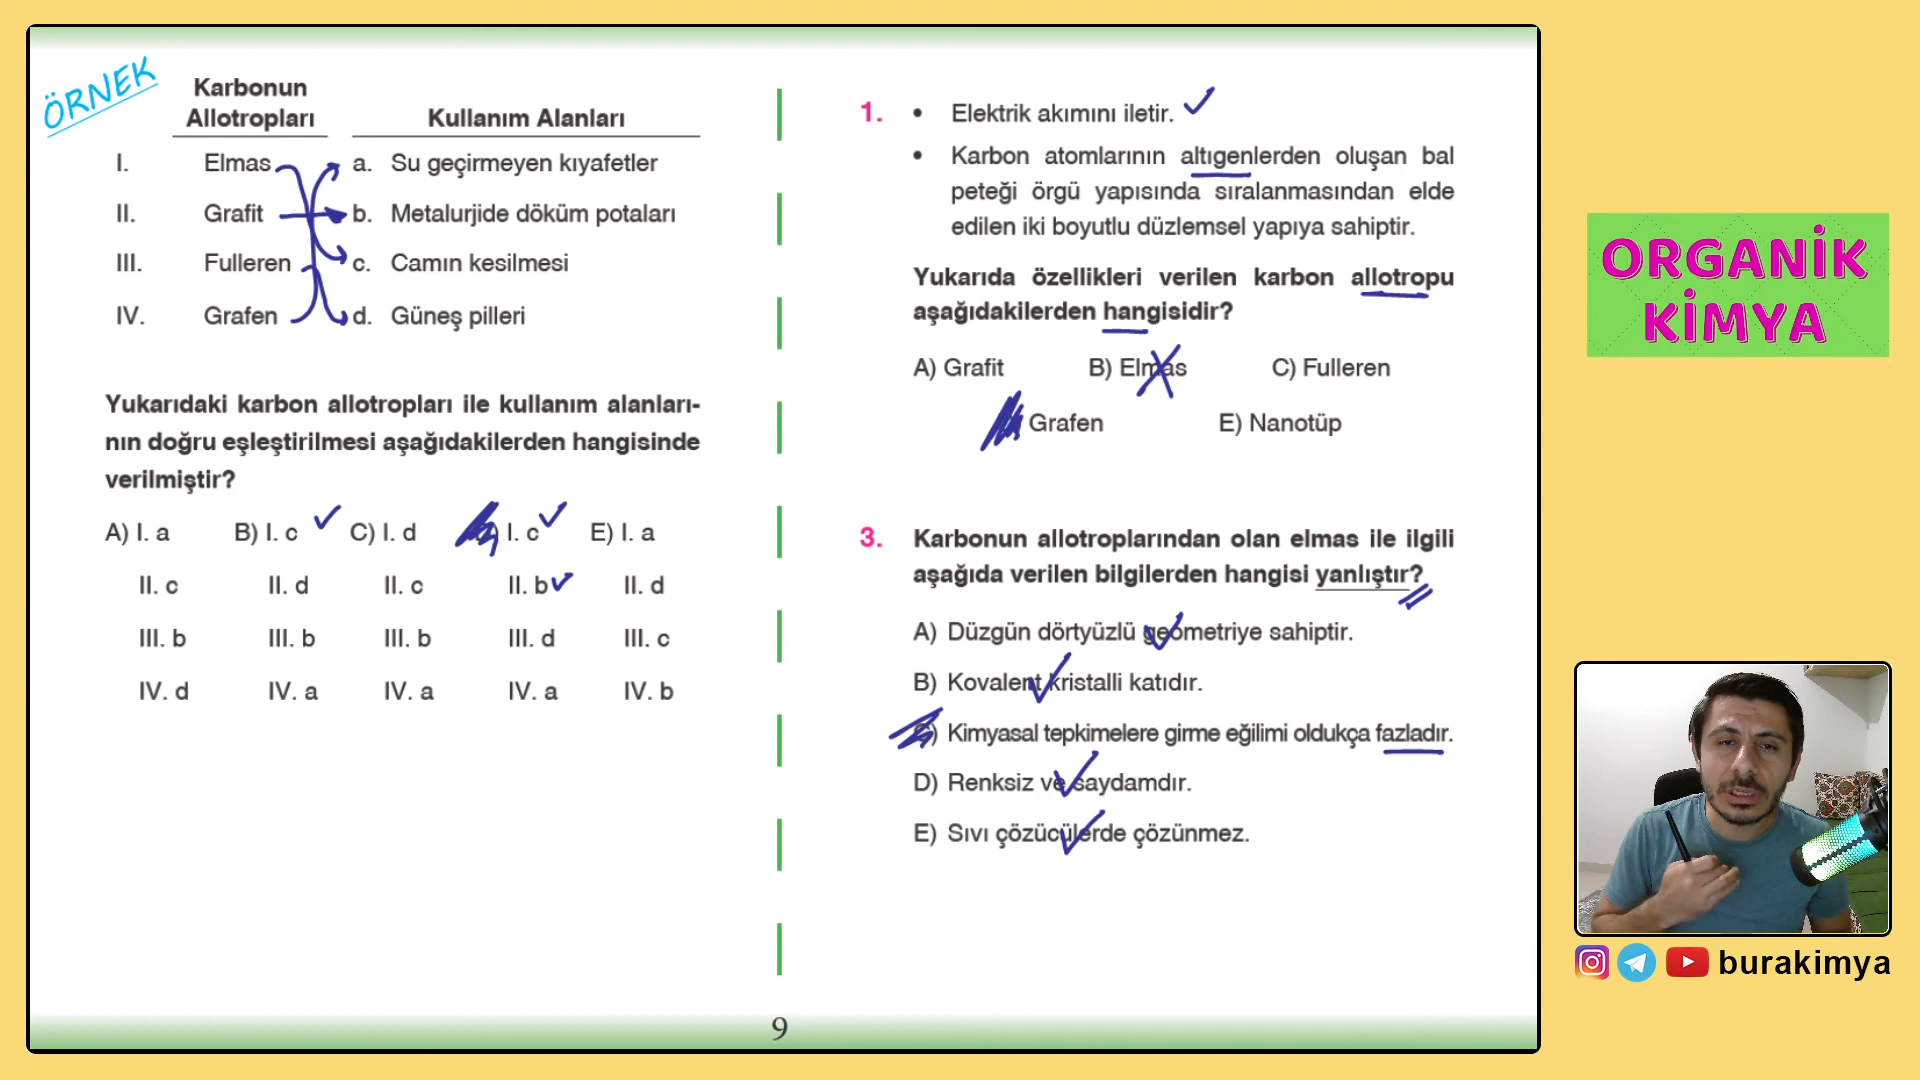 ÖRNEK
Karbonun
Allotropları
Kullanım Alanları
I. Elmas a. Su geçirmeyen kıyafetler
II. Grafit b. Metalurjide döküm potaları
III. Fulleren c. Camın kesilmesi
IV. Grafen d. Güneş pilleri
Yukarıdaki karbon allotropları ile kullanım alanları-
nın doğru eşleştirilmesi aşağıdakilerden hangisinde
verilmiştir?
A) I. a B) I. c C) I. d D) I. c E) I. a
II. c II. d II. c II. b II. d
III. b III. b III. b III. d III. c
IV. d IV. a IV. a IV. a IV. b
1. • Elektrik akımını iletir.
• Karbon atomlarının altıgenlerden oluşan bal
peteği örgü yapısında sıralanmasından elde
edilen iki boyutlu düzlemsel yapıya sahiptir.
Yukarıda özellikleri verilen karbon allotropu
aşağıdakilerden hangisidir?
A) Grafit B) Elmas C) Fulleren
Grafen E) Nanotüp
3. Karbonun allotroplarından olan elmas ile ilgili
aşağıda verilen bilgilerden hangisi yanlıştır?
A) Düzgün dörtyüzlü geometriye sahiptir.
B) Kovalent kristalli katıdır.
C) Kimyasal tepkimelere girme eğilimi oldukça fazladır.
D) Renksiz ve saydamdır.
E) Sıvı çözücülerde çözünmez.
9
ORGANİK
KİMYA
burakimya